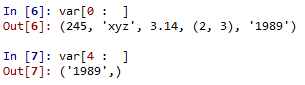 In [6]: var[0 :  ]
Out[6]: (245, 'xyz', 3.14, (2, 3), '1989')
In [7]: var[4 :  ]
Out[7]: ('1989',)